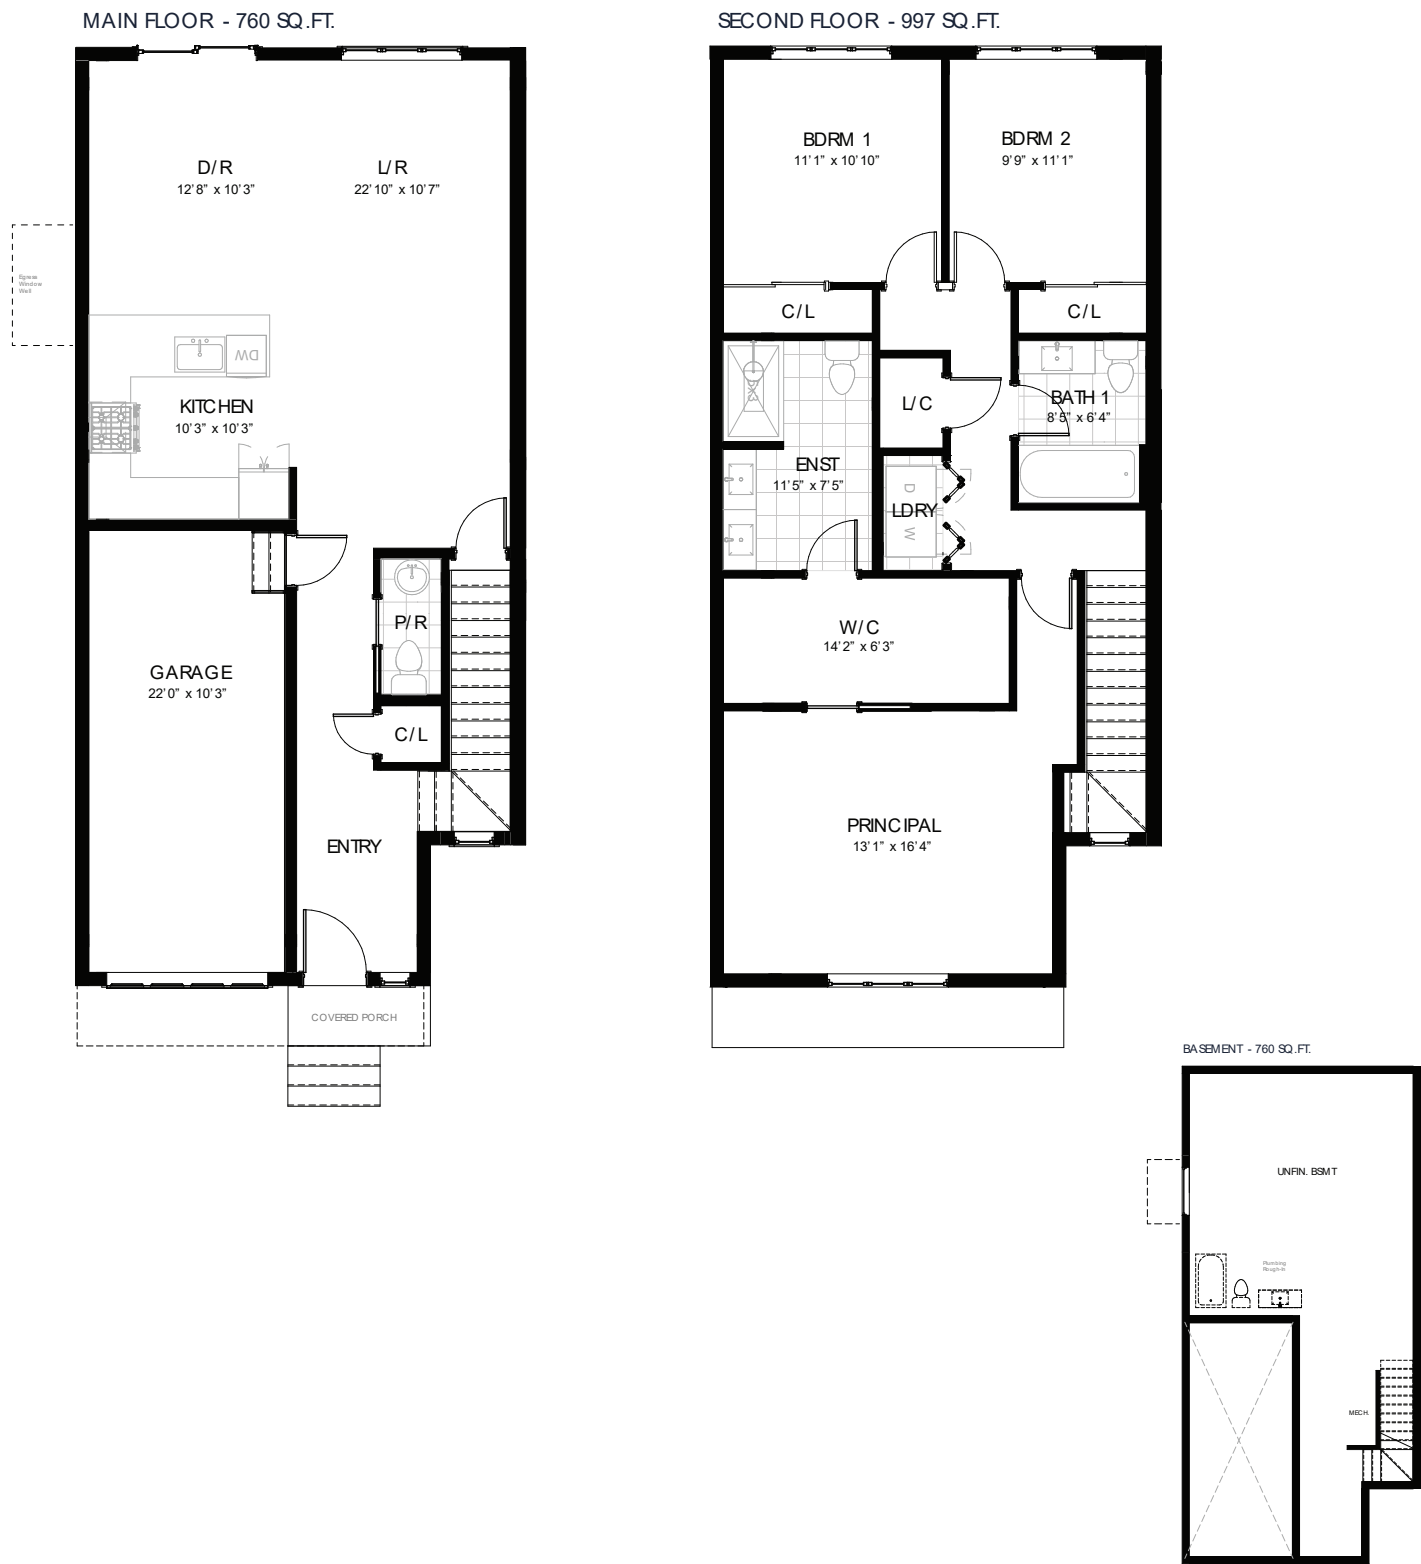 MAIN FLOOR - 760 SQ.FT.
D/R
12'8" x 10'3"
L/R
22'10" x 10'7"
Egress
Window
Well
DW
KITCHEN
10'3" x 10'3"
P/R
GARAGE
22'0" x 10'3"
C/L
ENTRY
COVERED PORCH
SECOND FLOOR - 997 SQ.FT.
BDRM 1
11'1" x 10'10"
BDRM 2
9'9" x 11'1"
C/L
C/L
L/C
BATH 1
8'5" x 6'4"
ENST
11'5" x 7'5"
D
LDRY
W
W/C
14'2" x 6'3"
PRINCIPAL
13'1" x 16'4"
BASEMENT - 760 SQ.FT.
UNFIN. BSMT
Plumbing
Rough-In
MECH.